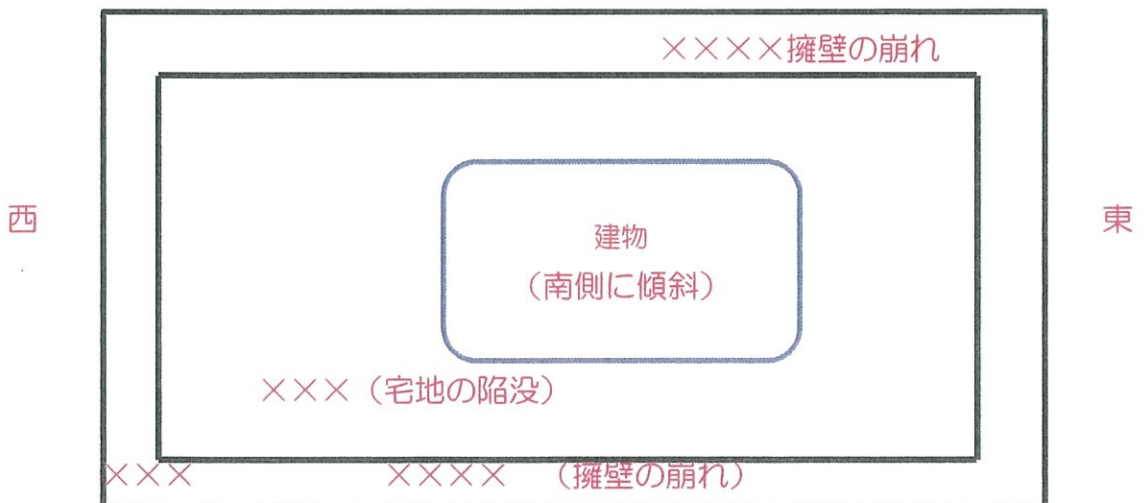 ××××擁壁の崩れ
西
東
建物
（南側に傾斜）
×××（宅地の陥没）
××× ×××× （擁壁の崩れ）